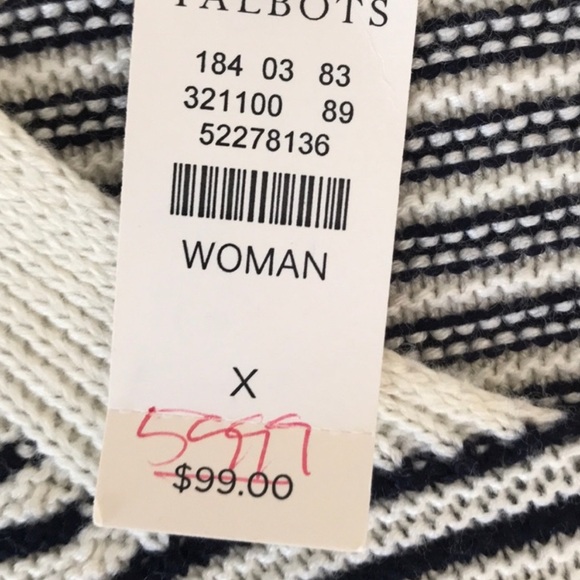 TALBOTS
184 03 83
321100 89
52278136
WOMAN
X
5999
$99.00